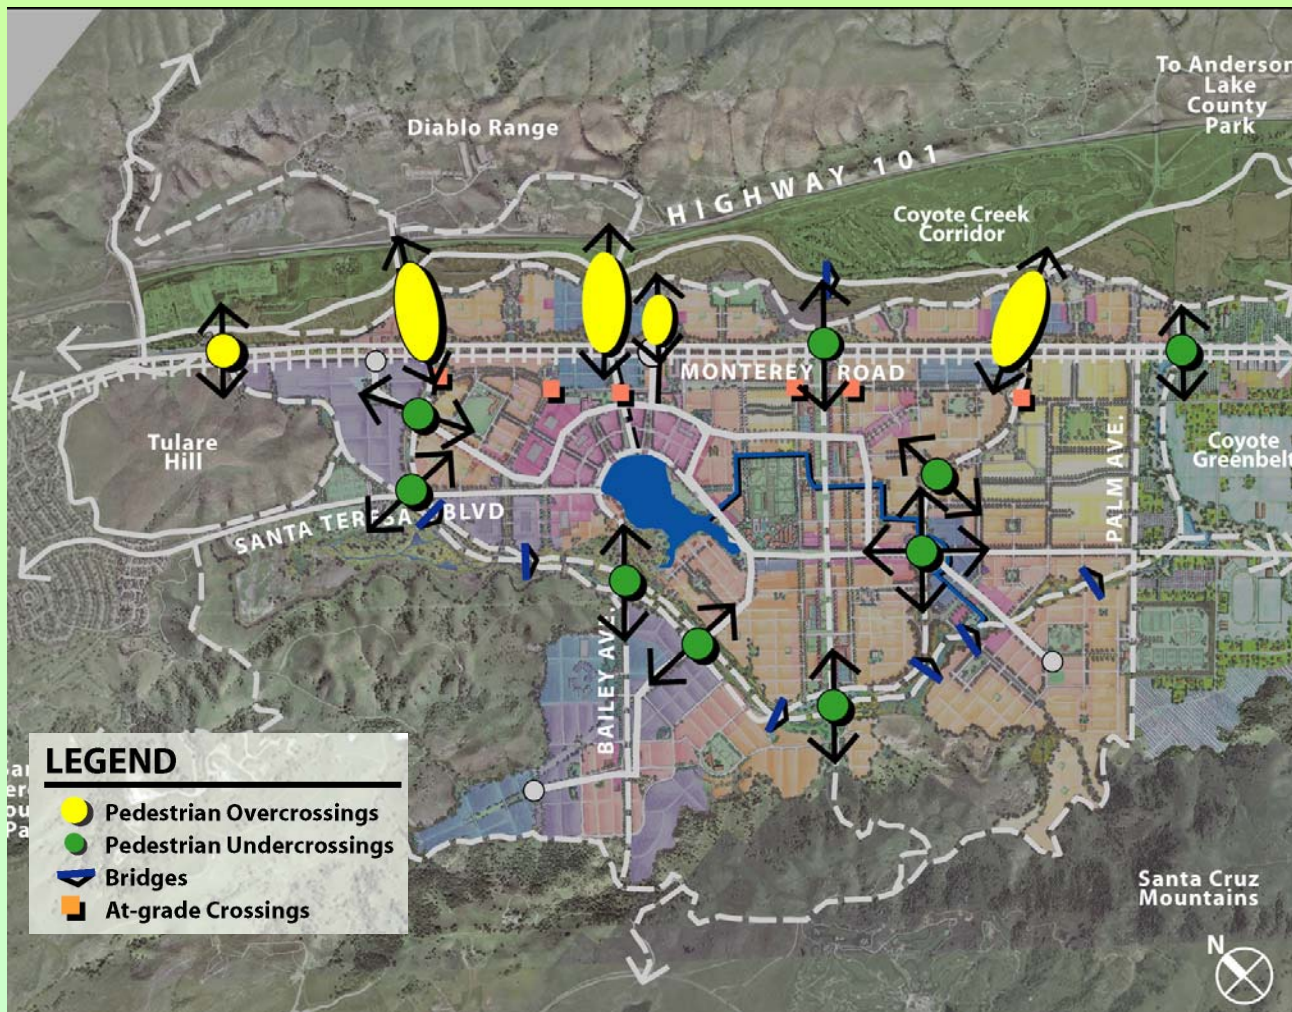 To Anderson
Lake
County
Park
Diablo Range
HIGHWAY 101
Coyote Creek
Corridor
MONTEREY ROAD
Tulare
Hill
Coyote
Greenbelt
PALM AVE.
SANTA TERESA BLVD
BAILEY AV.
LEGEND
Pedestrian Overcrossings
Pedestrian Undercrossings
Bridges
At-grade Crossings
Santa Cruz
Mountains
N